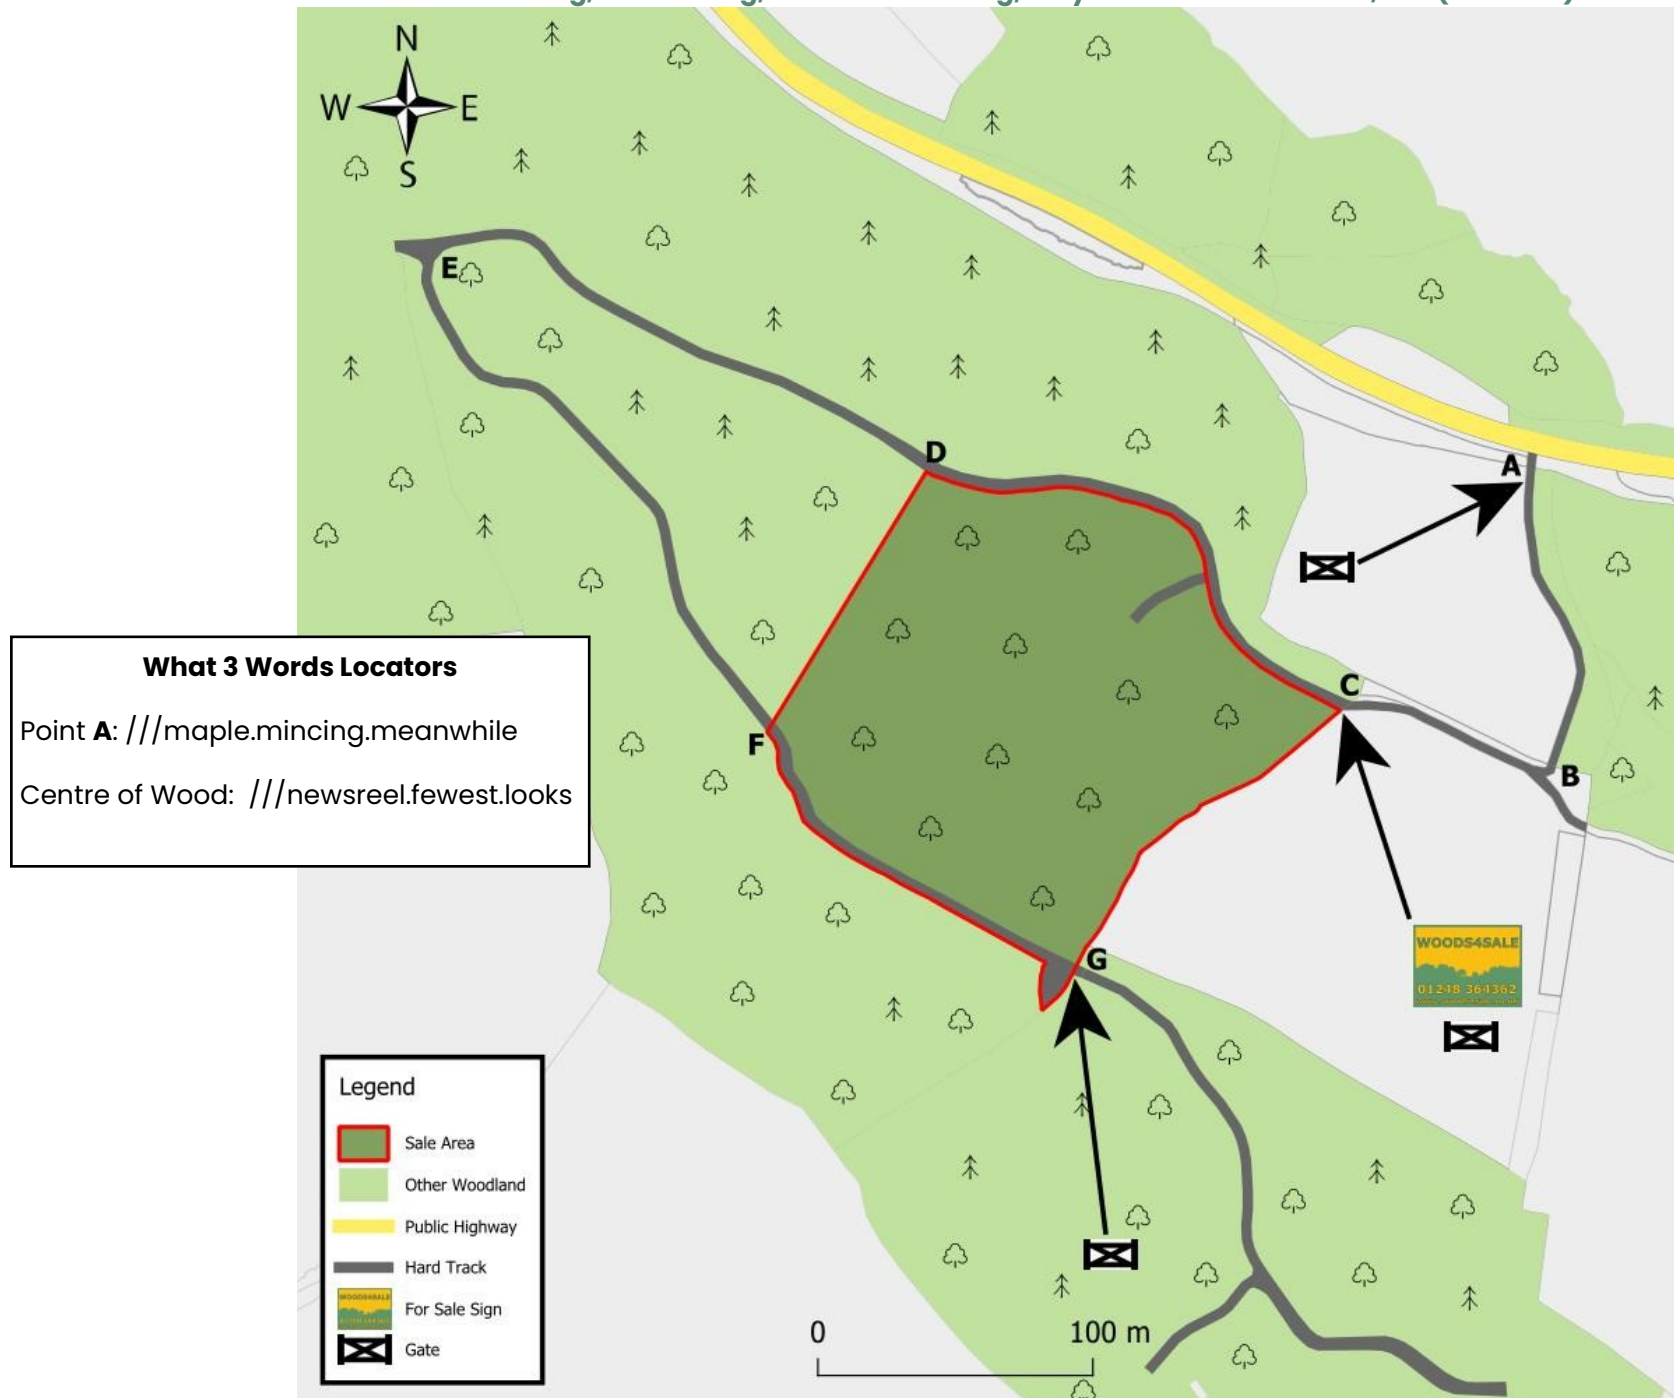 N
W E
S
E
D
A
C
B
F
G
What 3 Words Locators
Point A: ///maple.mincing.meanwhile
Centre of Wood: ///newsreel.fewest.looks
WOODS4SALE
01248 364362
Legend
Sale Area
Other Woodland
Public Highway
Hard Track
WOODS4SALE
For Sale Sign
Gate
0 100 m